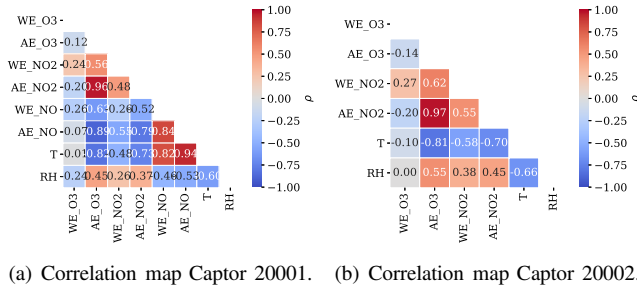 WE_O3
AE_O3 -0.12
WE_NO2 0.24 0.56
AE_NO2 -0.20 0.96 0.48
WE_NO -0.26 -0.63 -0.26 -0.52
AE_NO -0.07 -0.89 -0.55 -0.79 0.84
T -0.01 -0.84 -0.48 -0.73 0.82 0.94
RH 0.24 0.45 0.26 0.37 -0.46 -0.53 -0.60
WE_O3 AE_O3 WE_NO2 AE_NO2 WE_NO AE_NO T RH
1.00
0.75
0.50
0.25
0.00
−0.25
−0.50
−0.75
−1.00
ρ
(a) Correlation map Captor 20001.
WE_O3
AE_O3 -0.14
WE_NO2 0.27 0.62
AE_NO2 -0.20 0.97 0.55
T -0.10 -0.81 -0.58 -0.70
RH 0.00 0.55 0.38 0.45 -0.66
WE_O3 AE_O3 WE_NO2 AE_NO2 T RH
1.00
0.75
0.50
0.25
0.00
−0.25
−0.50
−0.75
−1.00
ρ
(b) Correlation map Captor 20002.